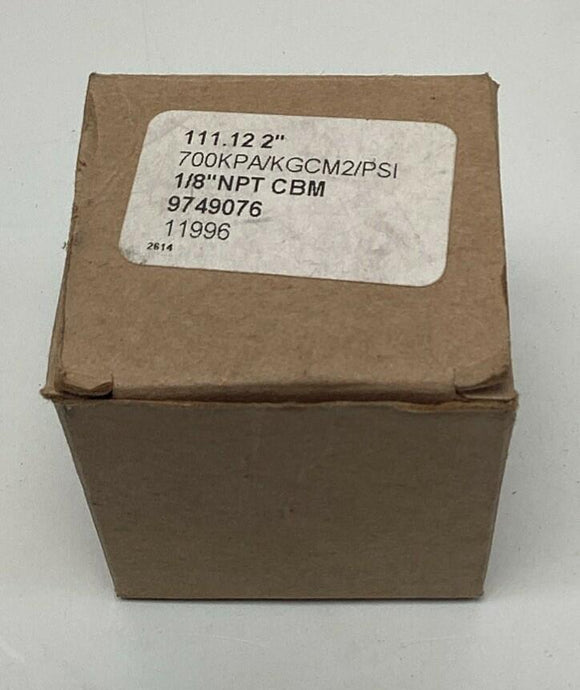 111.12 2"
700KPA/KGCM2/PSI
1/8"NPT CBM
9749076
11996
2614